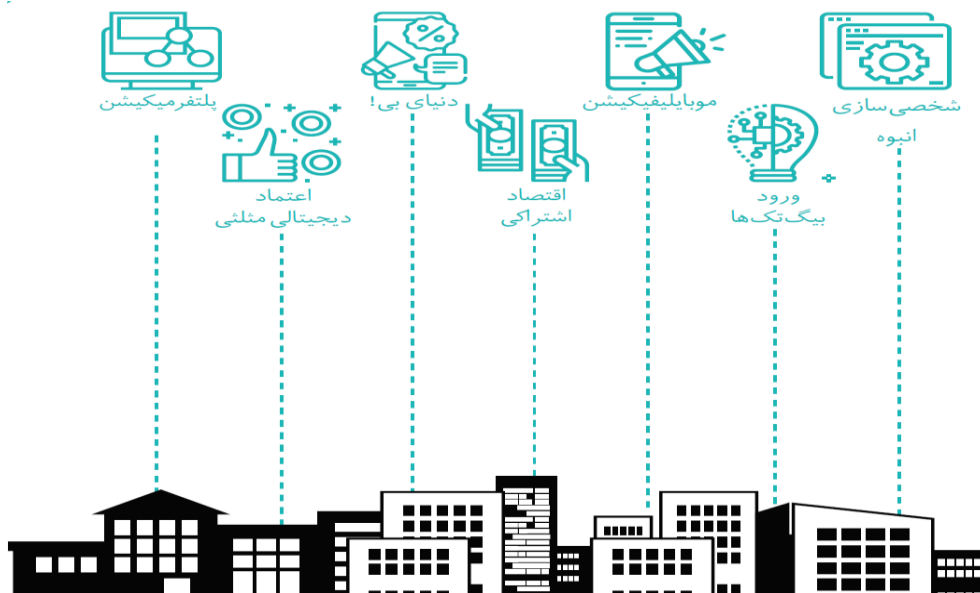 شخصی‌سازی
انبوه
ورود
بیگ‌تک‌ها
موبایلیفیکیشن
اقتصاد
اشتراکی
دنیای بی!
اعتماد
دیجیتالی مثلثی
پلتفرمیکیشن